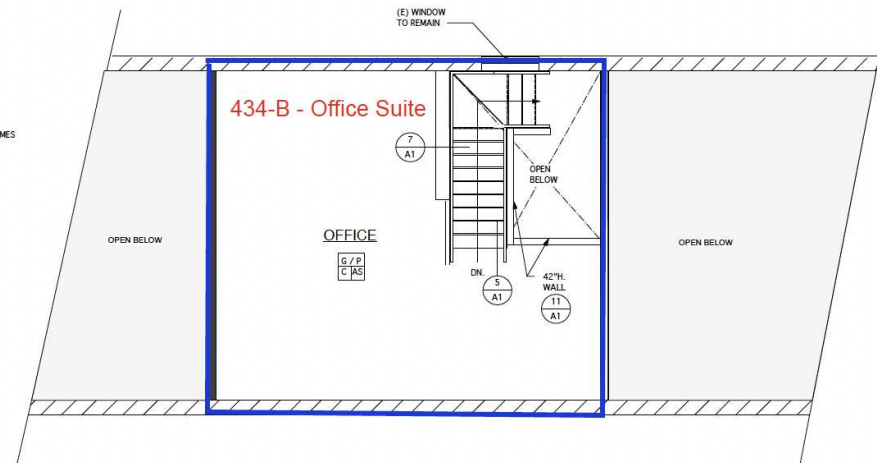 (E) WINDOW
TO REMAIN
434-B - Office Suite
MES
7
A1
OPEN
BELOW
OPEN BELOW
OFFICE
G / P
C AS
OPEN BELOW
DN.
5
A1
42"H.
WALL
11
A1